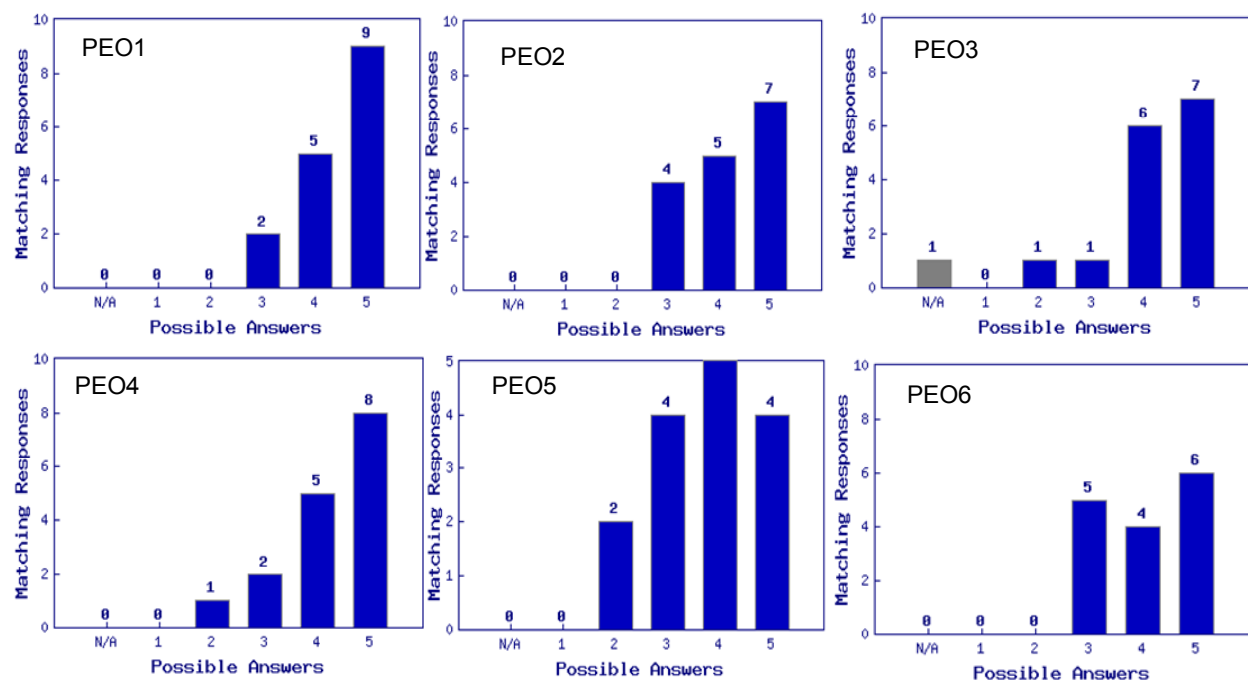 PEO1
Matching Responses
10
8
6
4
2
0
0 0 0 2 5 9
N/A 1 2 3 4 5
Possible Answers
PEO2
Matching Responses
10
8
6
4
2
0
0 0 0 4 5 7
N/A 1 2 3 4 5
Possible Answers
PEO3
Matching Responses
10
8
6
4
2
0
1 0 1 1 6 7
N/A 1 2 3 4 5
Possible Answers
PEO4
Matching Responses
10
8
6
4
2
0
0 0 1 2 5 8
N/A 1 2 3 4 5
Possible Answers
PEO5
Matching Responses
5
4
3
2
1
0
0 0 2 4 4
N/A 1 2 3 4 5
Possible Answers
PEO6
Matching Responses
10
8
6
4
2
0
0 0 0 5 4 6
N/A 1 2 3 4 5
Possible Answers